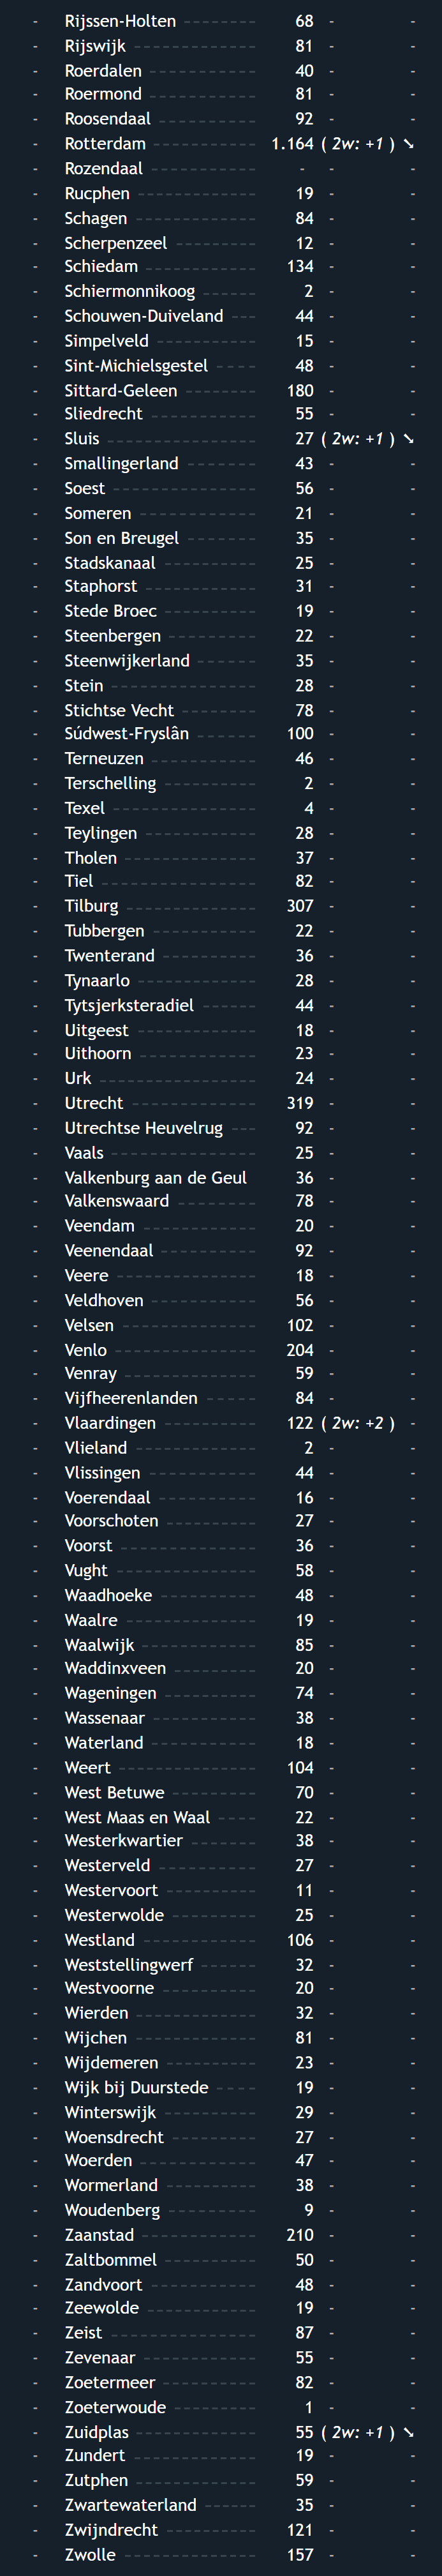 - Rijssen-Holten ----------- 68 - -
- Rijswijk ----------------- 81 - -
- Roerdalen --------------- 40 - -
- Roermond --------------- 81 - -
- Roosendaal ------------- 92 - -
- Rotterdam -------------- 1.164 ( 2w: +1 ) ➘
- Rozendaal -------------- - - -
- Rucphen ---------------- 19 - -
- Schagen ---------------- 84 - -
- Scherpenzeel ----------- 12 - -
- Schiedam --------------- 134 - -
- Schiermonnikoog ------- 2 - -
- Schouwen-Duiveland --- 44 - -
- Simpelveld ------------- 15 - -
- Sint-Michielsgestel ----- 48 - -
- Sittard-Geleen ---------- 180 - -
- Sliedrecht --------------- 55 - -
- Sluis -------------------- 27 ( 2w: +1 ) ➘
- Smallingerland ---------- 43 - -
- Soest -------------------- 56 - -
- Someren ---------------- 21 - -
- Son en Breugel --------- 35 - -
- Stadskanaal ------------- 25 - -
- Staphorst --------------- 31 - -
- Stede Broec ------------ 19 - -
- Steenbergen ------------ 22 - -
- Steenwijkerland -------- 35 - -
- Stein -------------------- 28 - -
- Stichtse Vecht ---------- 78 - -
- Súdwest-Fryslân -------- 100 - -
- Terneuzen -------------- 46 - -
- Terschelling ------------ 2 - -
- Texel ------------------- 4 - -
- Teylingen --------------- 28 - -
- Tholen ------------------ 37 - -
- Tiel --------------------- 82 - -
- Tilburg ------------------ 307 - -
- Tubbergen -------------- 22 - -
- Twenterand ------------- 36 - -
- Tynaarlo ---------------- 28 - -
- Tytsjerksteradiel ------- 44 - -
- Uitgeest ---------------- 18 - -
- Uithoorn ---------------- 23 - -
- Urk --------------------- 24 - -
- Utrecht ----------------- 319 - -
- Utrechtse Heuvelrug --- 92 - -
- Vaals -------------------- 25 - -
- Valkenburg aan de Geul 36 - -
- Valkenswaard ----------- 78 - -
- Veendam --------------- 20 - -
- Veenendaal ------------- 92 - -
- Veere ------------------- 18 - -
- Veldhoven -------------- 56 - -
- Velsen ------------------ 102 - -
- Venlo ------------------- 204 - -
- Venray ------------------ 59 - -
- Vijfheerenlanden ------- 84 - -
- Vlaardingen ------------- 122 ( 2w: +2 ) -
- Vlieland ----------------- 2 - -
- Vlissingen --------------- 44 - -
- Voerendaal ------------- 16 - -
- Voorschoten ------------ 27 - -
- Voorst ------------------ 36 - -
- Vught ------------------- 58 - -
- Waadhoeke ------------- 48 - -
- Waalre ------------------ 19 - -
- Waalwijk ---------------- 85 - -
- Waddinxveen ----------- 20 - -
- Wageningen ------------- 74 - -
- Wassenaar -------------- 38 - -
- Waterland -------------- 18 - -
- Weert ------------------- 104 - -
- West Betuwe ----------- 70 - -
- West Maas en Waal ----- 22 - -
- Westerkwartier --------- 38 - -
- Westerveld ------------- 27 - -
- Westervoort ------------ 11 - -
- Westerwolde ----------- 25 - -
- Westland --------------- 106 - -
- Weststellingwerf ------- 32 - -
- Westvoorne ------------ 20 - -
- Wierden ---------------- 32 - -
- Wijchen ---------------- 81 - -
- Wijdemeren ------------ 23 - -
- Wijk bij Duurstede ----- 19 - -
- Winterswijk ------------- 29 - -
- Woensdrecht ----------- 27 - -
- Woerden --------------- 47 - -
- Wormerland ------------ 38 - -
- Woudenberg ------------ 9 - -
- Zaanstad ---------------- 210 - -
- Zaltbommel ------------ 50 - -
- Zandvoort --------------- 48 - -
- Zeewolde --------------- 19 - -
- Zeist -------------------- 87 - -
- Zevenaar ---------------- 55 - -
- Zoetermeer ------------- 82 - -
- Zoeterwoude ----------- 1 - -
- Zuidplas ---------------- 55 ( 2w: +1 ) ➘
- Zundert ---------------- 19 - -
- Zutphen ---------------- 59 - -
- Zwartewaterland ------ 35 - -
- Zwijndrecht ------------ 121 - -
- Zwolle ------------------ 157 - -